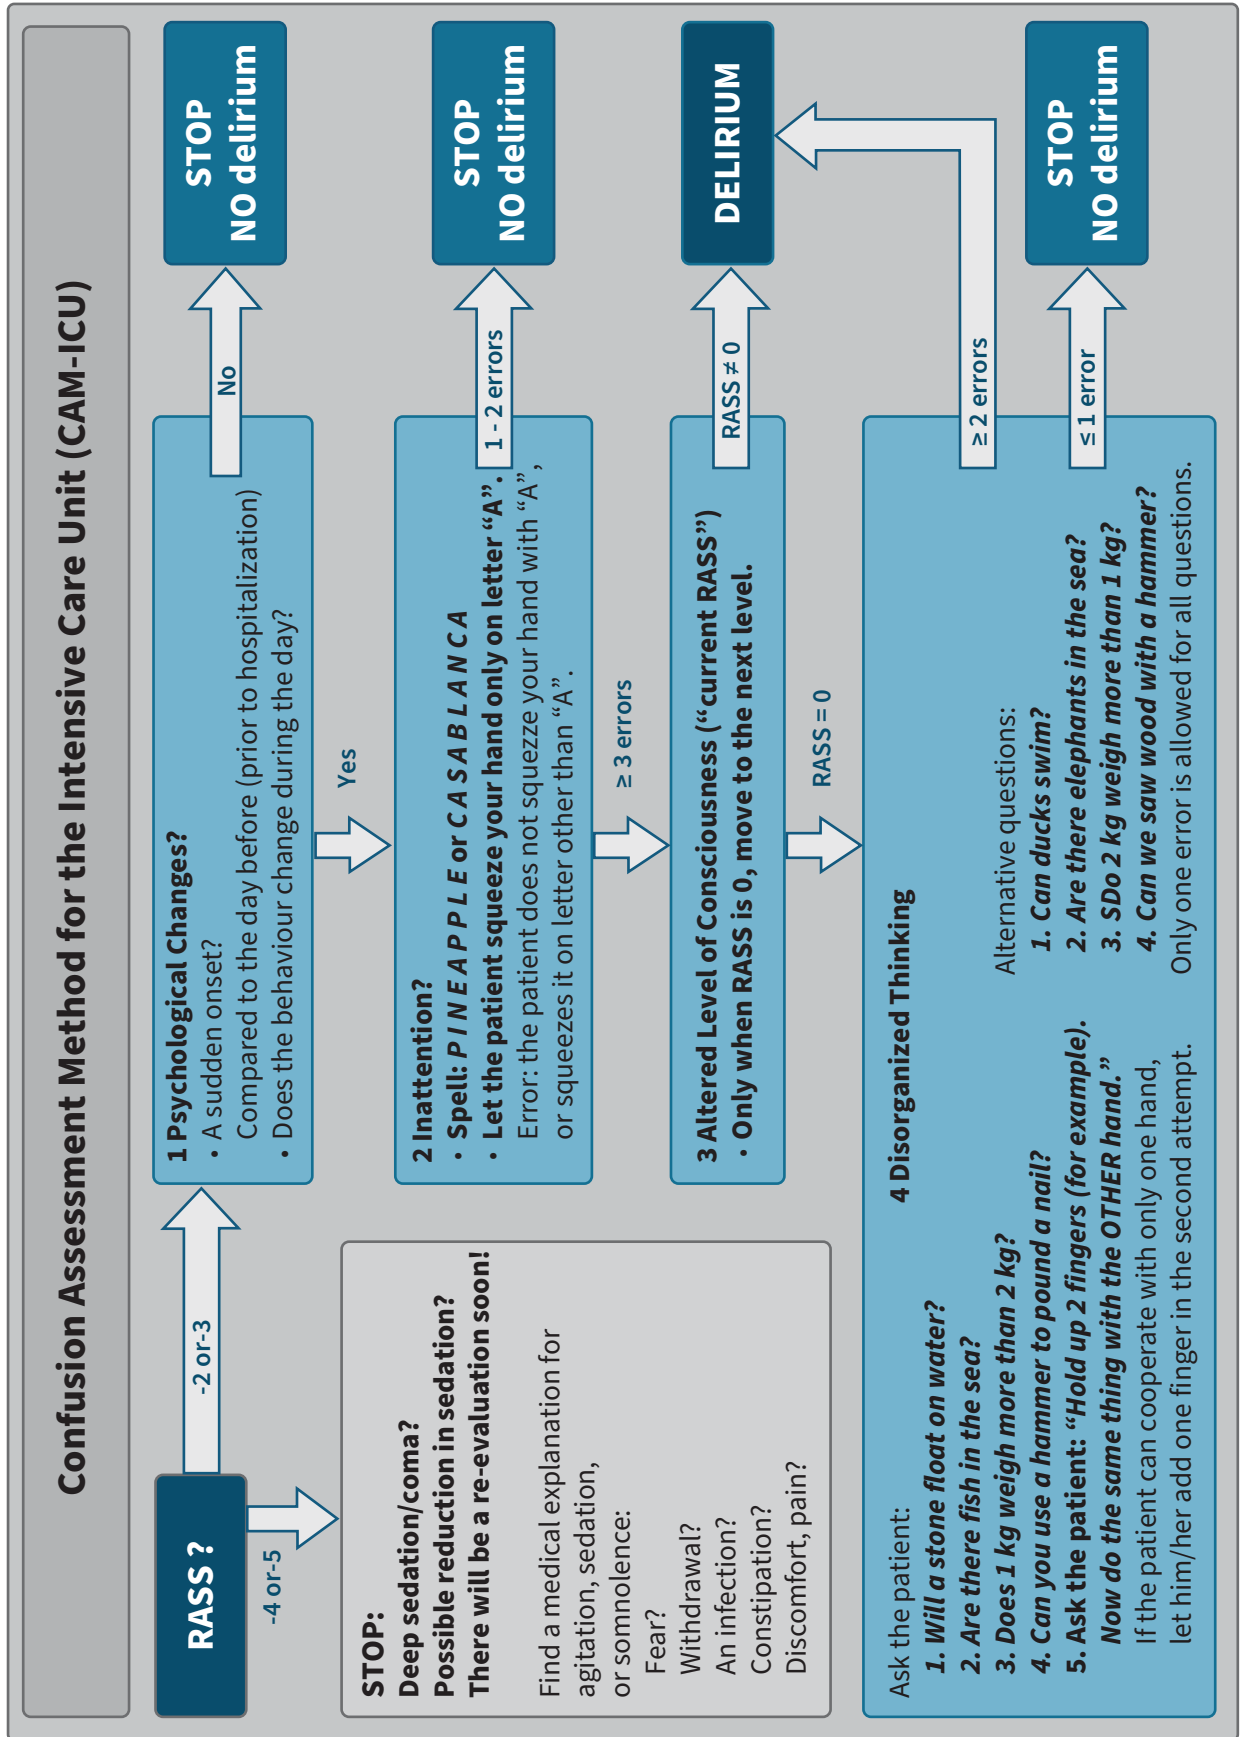 Confusion Assessment Method for the Intensive Care Unit (CAM-ICU)
RASS ?
-2 or-3
-4 or-5
1 Psychological Changes?
• A sudden onset?
Compared to the day before (prior to hospitalization)
• Does the behaviour change during the day?
No
STOP
NO delirium
Yes
2 Inattention?
• Spell: P I N E A P P L E or C A S A B L A N C A
• Let the patient squeeze your hand only on letter “A”.
Error: the patient does not squezze your hand with “A”,
or squeezes it on letter other than “A”.
1 - 2 errors
STOP
NO delirium
≥ 3 errors
3 Altered Level of Consciousness (“current RASS”)
• Only when RASS is 0, move to the next level.
RASS ≠ 0
DELIRIUM
RASS = 0
STOP:
Deep sedation/coma?
Possible reduction in sedation?
There will be a re-evaluation soon!
Find a medical explanation for
agitation, sedation,
or somnolence:
Fear?
Withdrawal?
An infection?
Constipation?
Discomfort, pain?
4 Disorganized Thinking
Ask the patient:
1. Will a stone float on water?
2. Are there fish in the sea?
3. Does 1 kg weigh more than 2 kg?
4. Can you use a hammer to pound a nail?
5. Ask the patient: “Hold up 2 fingers (for example).
Now do the same thing with the OTHER hand.”
If the patient can cooperate with only one hand,
let him/her add one finger in the second attempt.
Alternative questions:
1. Can ducks swim?
2. Are there elephants in the sea?
3. SDo 2 kg weigh more than 1 kg?
4. Can we saw wood with a hammer?
Only one error is allowed for all questions.
≥ 2 errors
≤ 1 error
STOP
NO delirium